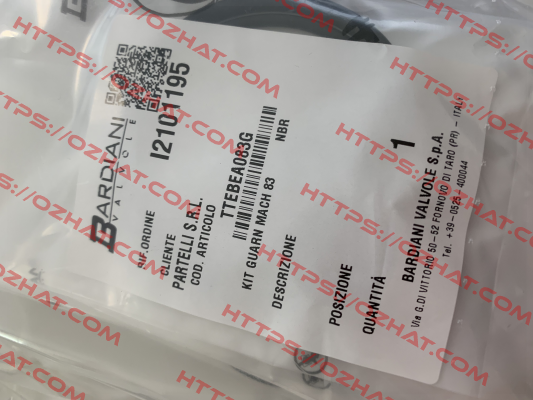 BARDIANI
VALVOLE
I2101195
RIF.ORDINE
CLIENTE
PARTELLI S.R.L.
COD. ARTICOLO
TTEBEA083G
KIT GUARN MACH 83
NBR
DESCRIZIONE
POSIZIONE
QUANTITÀ
1
BARDIANI VALVOLE S.p.A.
Via G.DI VITTORIO 50-52 FORNOVO DI TARO (PR) - ITALY
Tel. +39-0525-400044
HTTPS://OZHAT.COM